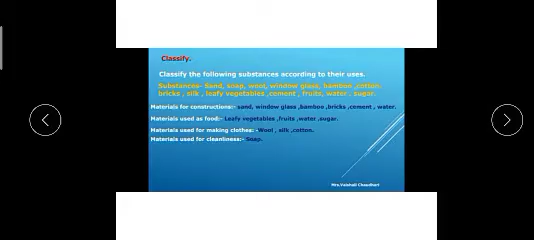 Classify.
Classify the following substances according to their uses.
Substances- Sand, soap, wool, window glass, bamboo ,cotton,
bricks , silk , leafy vegetables ,cement , fruits, water , sugar.
Materials for constructions:- sand, window glass ,bamboo ,bricks ,cement , water.
Materials used as food:- Leafy vegetables ,fruits ,water ,sugar.
Materials used for making clothes: -Wool , silk ,cotton.
Materials used for cleanliness:- Soap.
Mrs.Vaishali Chaudhari